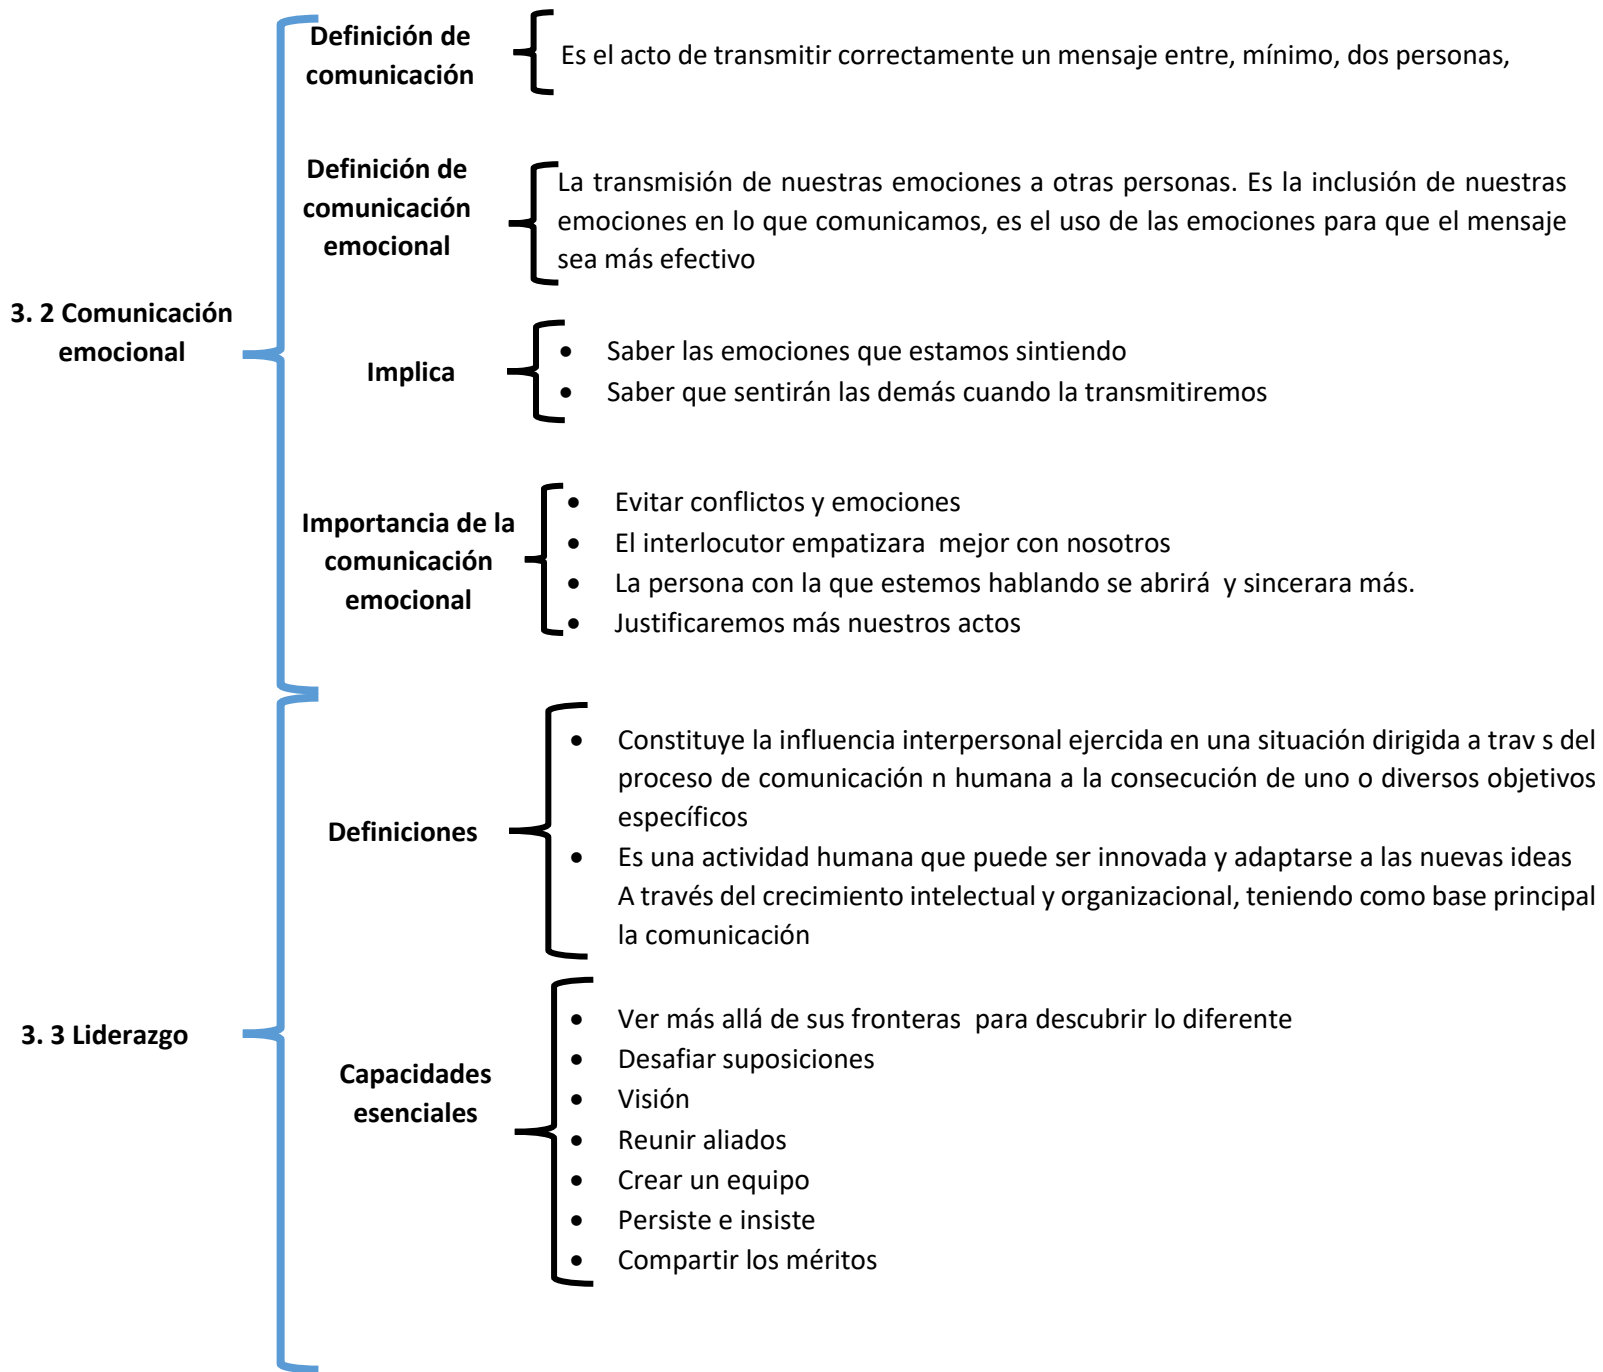 Definición de
comunicación
Es el acto de transmitir correctamente un mensaje entre, mínimo, dos personas,
Definición de
comunicación
emocional
La transmisión de nuestras emociones a otras personas. Es la inclusión de nuestras
emociones en lo que comunicamos, es el uso de las emociones para que el mensaje
sea más efectivo
3. 2 Comunicación
emocional
Implica
• Saber las emociones que estamos sintiendo
• Saber que sentirán las demás cuando la transmitiremos
Importancia de la
comunicación
emocional
• Evitar conflictos y emociones
• El interlocutor empatizara  mejor con nosotros
• La persona con la que estemos hablando se abrirá  y sincerara más.
• Justificaremos más nuestros actos
3. 3 Liderazgo
Definiciones
• Constituye la influencia interpersonal ejercida en una situación dirigida a trav s del
proceso de comunicación n humana a la consecución de uno o diversos objetivos
específicos
• Es una actividad humana que puede ser innovada y adaptarse a las nuevas ideas
A través del crecimiento intelectual y organizacional, teniendo como base principal
la comunicación
Capacidades
esenciales
• Ver más allá de sus fronteras  para descubrir lo diferente
• Desafiar suposiciones
• Visión
• Reunir aliados
• Crear un equipo
• Persiste e insiste
• Compartir los méritos